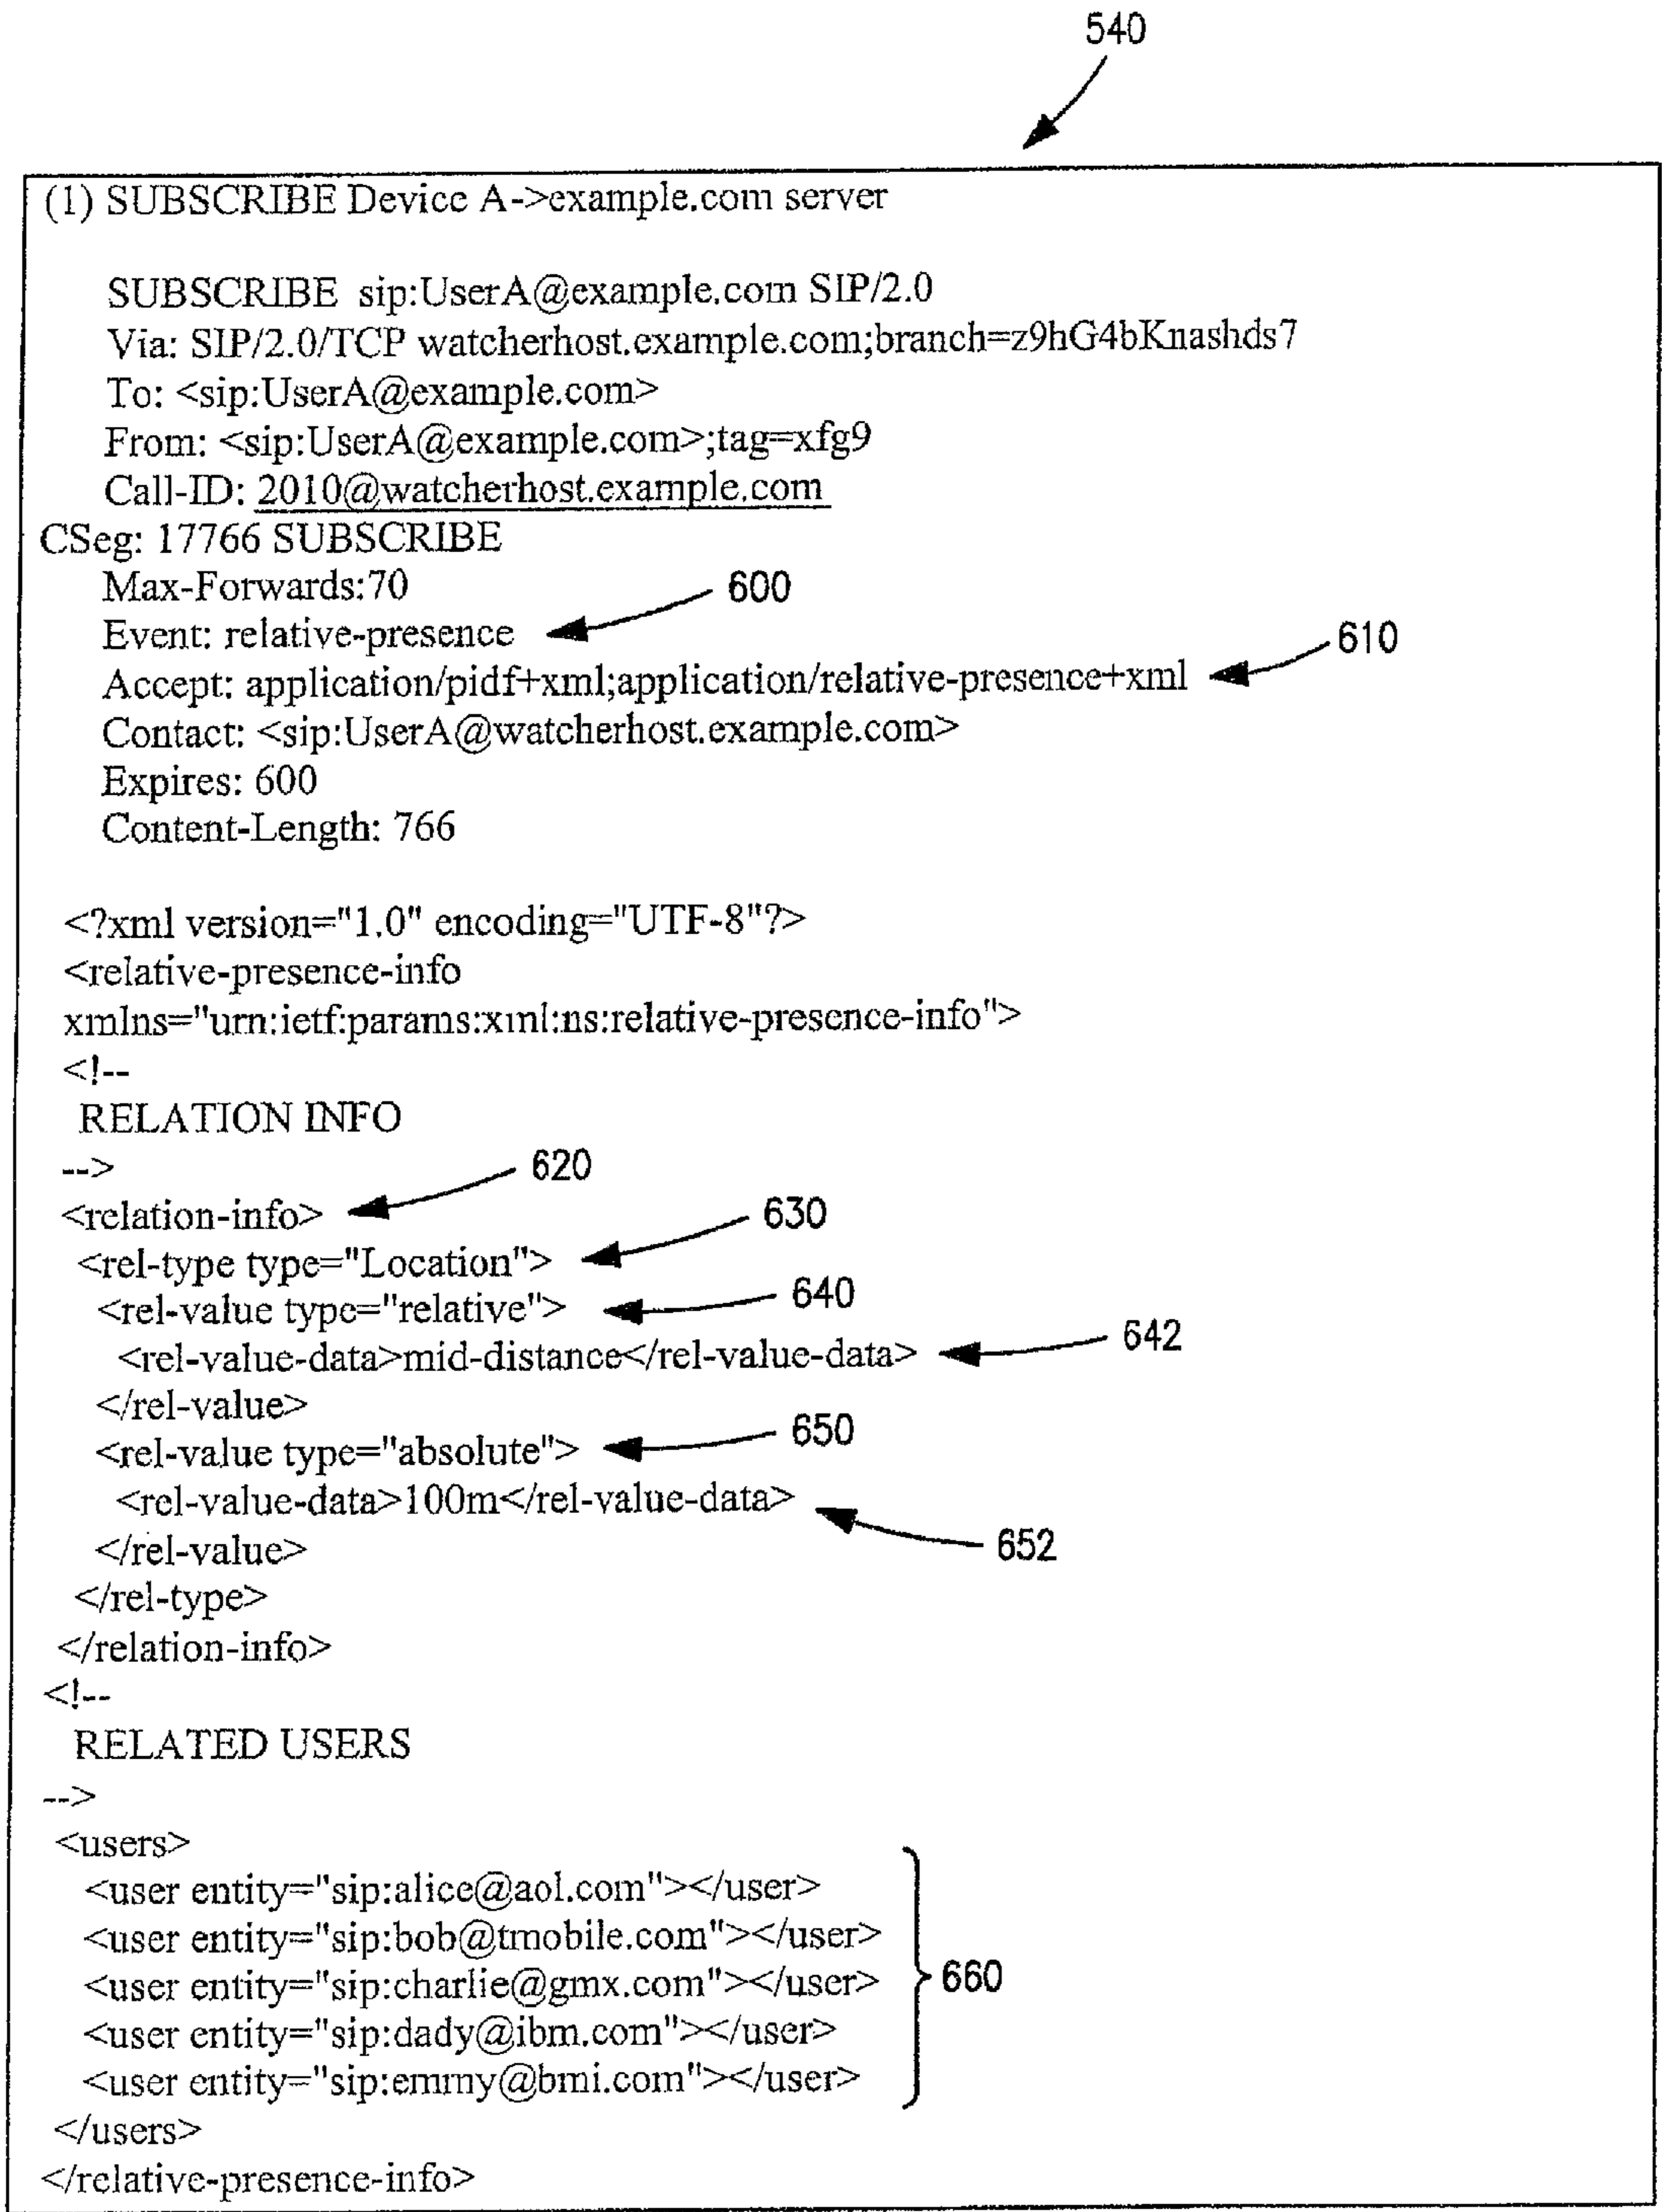 540
(1) SUBSCRIBE Device A->example.com server
SUBSCRIBE sip:UserA@example.com SIP/2.0
Via: SIP/2.0/TCP watcherhost.example.com;branch=z9hG4bKnashds7
To: <sip:UserA@example.com>
From: <sip:UserA@example.com>;tag=xfg9
Call-ID: 2010@watcherhost.example.com
CSeg: 17766 SUBSCRIBE
Max-Forwards:70
600
Event: relative-presence
610
Accept: application/pidf+xml;application/relative-presence+xml
Contact: <sip:UserA@watcherhost.example.com>
Expires: 600
Content-Length: 766
<?xml version="1.0" encoding="UTF-8"?>
<relative-presence-info
xmlns="urn:ietf:params:xml:ns:relative-presence-info">
<!--
RELATION INFO
-->
620
<relation-info>
630
<rel-type type="Location">
640
<rel-value type="relative">
642
<rel-value-data>mid-distance</rel-value-data>
</rel-value>
650
<rel-value type="absolute">
<rel-value-data>100m</rel-value-data>
652
</rel-value>
</rel-type>
</relation-info>
<!--
RELATED USERS
-->
<users>
<user entity="sip:alice@aol.com"></user>
<user entity="sip:bob@tmobile.com"></user>
<user entity="sip:charlie@gmx.com"></user>
660
<user entity="sip:dady@ibm.com"></user>
<user entity="sip:emmy@bmi.com"></user>
</users>
</relative-presence-info>